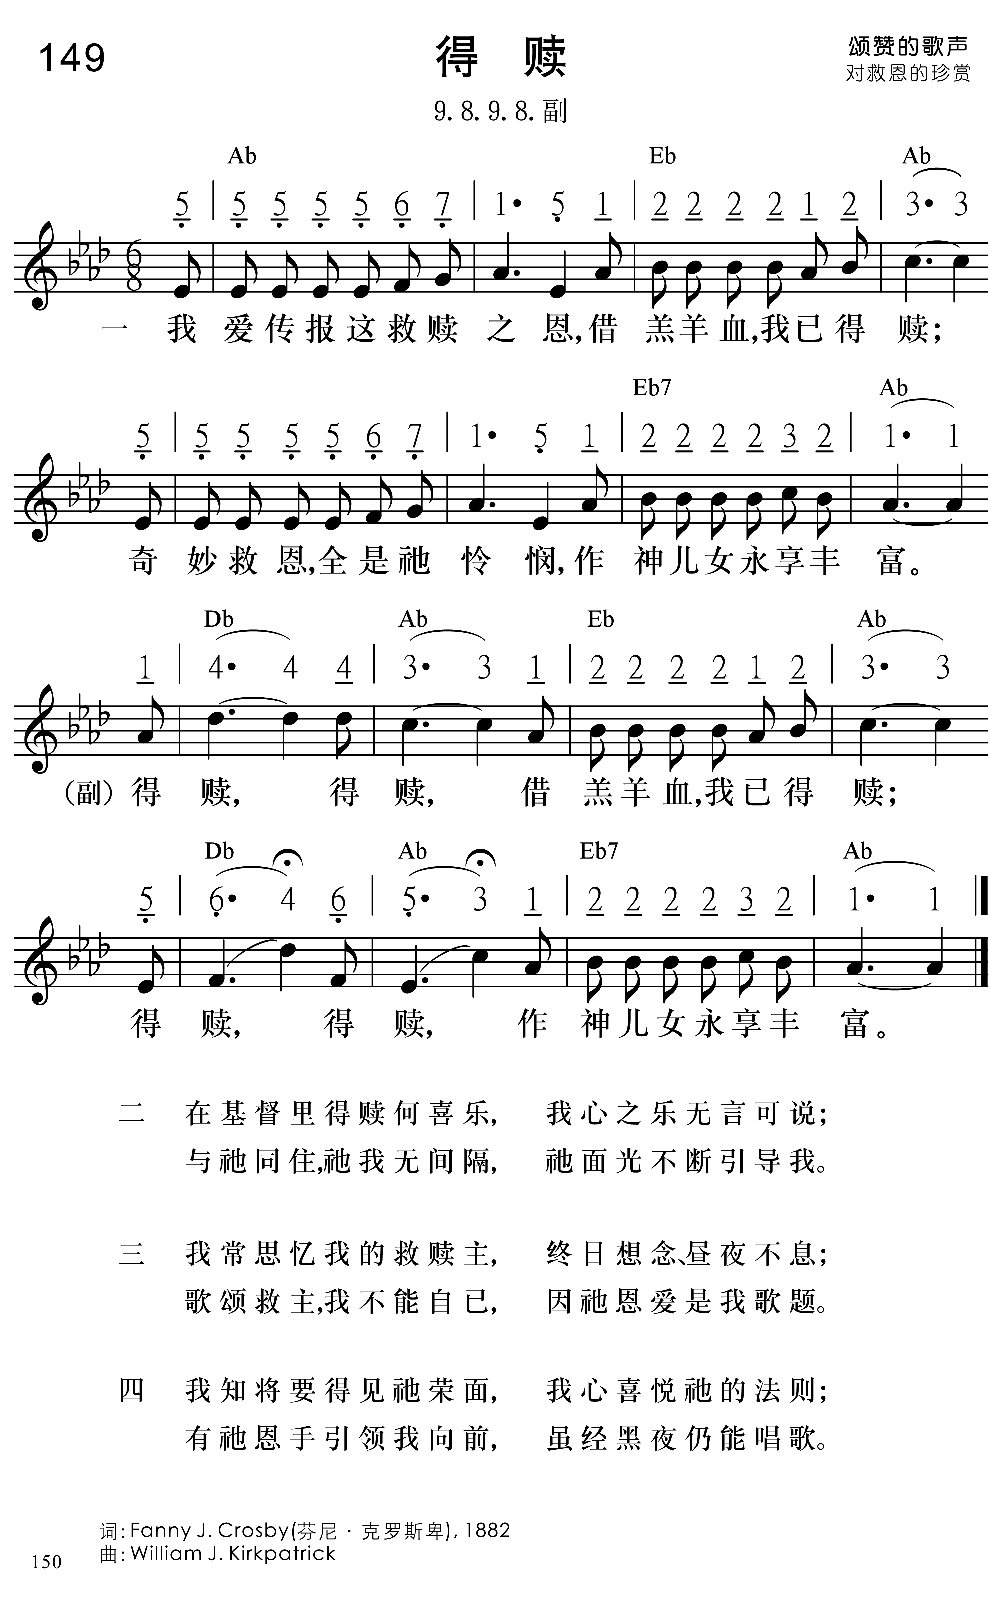 149
得 赎
颂赞的歌声
对救恩的珍赏
9. 8. 9. 8. 副
Ab Eb Ab
5 | 5 5 5 5 6 7 | 1• 5 1 | 2 2 2 2 1 2 | 3• 3
6
8
一 我 爱传报这救赎 之 恩,借 羔羊血,我已得 赎;
Eb7 Ab
5 | 5 5 5 5 6 7 | 1• 5 1 | 2 2 2 2 3 2 | 1• 1
奇 妙救恩,全是祂 怜 悯,作 神儿女永享丰 富。
Db Ab Eb Ab
1 | 4• 4 4 | 3• 3 1 | 2 2 2 2 1 2 | 3• 3
(副) 得 赎, 得 赎, 借 羔羊血,我已得 赎;
Db Ab Eb7 Ab
5 | 6• 4 6 | 5• 3 1 | 2 2 2 2 3 2 | 1• 1
得 赎, 得 赎, 作 神儿女永享丰 富。
二 在基督里得赎何喜乐, 我心之乐无言可说;
与祂同住,祂我无间隔, 祂面光不断引导我。
三 我常思忆我的救赎主, 终日想念、昼夜不息;
歌颂救主,我不能自已, 因祂恩爱是我歌题。
四 我知将要得见祂荣面, 我心喜悦祂的法则;
有祂恩手引领我向前, 虽经黑夜仍能唱歌。
词: Fanny J. Crosby(芬尼 · 克罗斯卑), 1882
曲: William J. Kirkpatrick
150